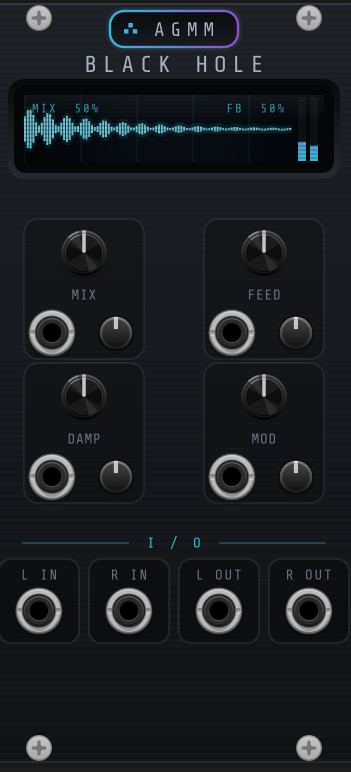 AGMM
BLACK HOLE
MIX 50% FB 50%
MIX FEED
DAMP MOD
I / O
L IN R IN L OUT R OUT